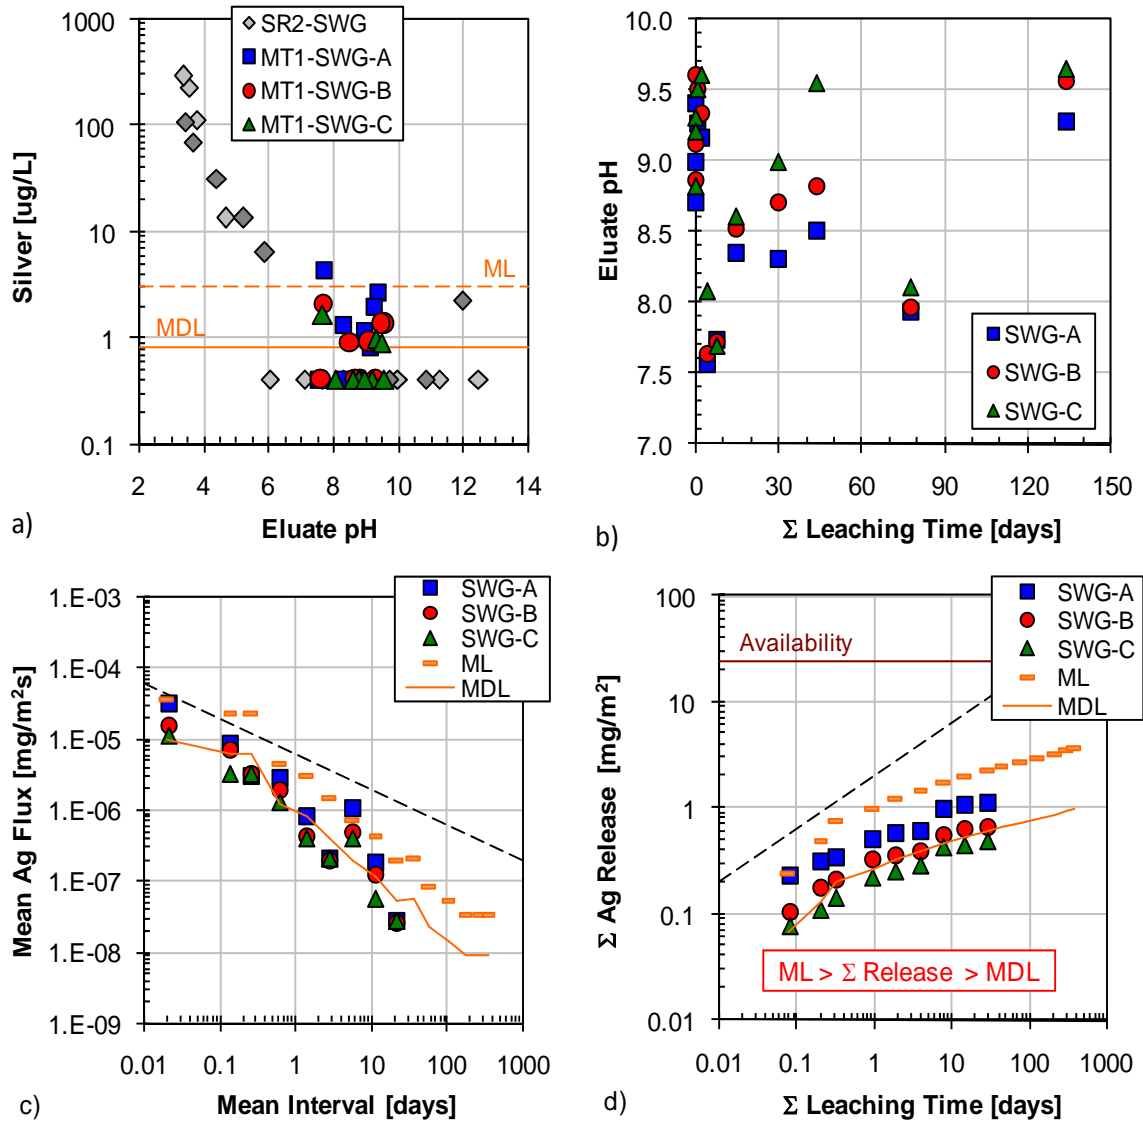 1000
100
10
1
0.1
Silver [ug/L]
SR2-SWG
MT1-SWG-A
MT1-SWG-B
MT1-SWG-C
ML
MDL
2 4 6 8 10 12 14
Eluate pH
a)
10.0
9.5
9.0
8.5
8.0
7.5
7.0
Eluate pH
SWG-A
SWG-B
SWG-C
0 30 60 90 120 150
Σ Leaching Time [days]
b)
1.E-03
1.E-04
1.E-05
1.E-06
1.E-07
1.E-08
1.E-09
Mean Ag Flux [mg/m²s]
SWG-A
SWG-B
SWG-C
ML
MDL
0.01 0.1 1 10 100 1000
Mean Interval [days]
c)
100
10
1
0.1
0.01
Σ Ag Release [mg/m²]
SWG-A
SWG-B
SWG-C
ML
MDL
Availability
ML > Σ Release > MDL
0.01 0.1 1 10 100 1000
Σ Leaching Time [days]
d)